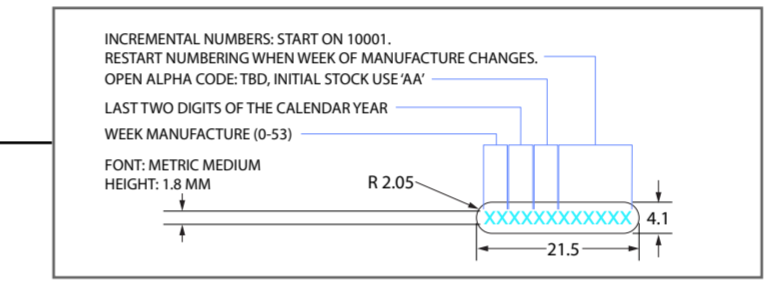 INCREMENTAL NUMBERS: START ON 10001.
RESTART NUMBERING WHEN WEEK OF MANUFACTURE CHANGES.
OPEN ALPHA CODE: TBD, INITIAL STOCK USE ‘AA’
LAST TWO DIGITS OF THE CALENDAR YEAR
WEEK MANUFACTURE (0-53)
FONT: METRIC MEDIUM
HEIGHT: 1.8 MM
R 2.05
XXXXXXXXXXXX
4.1
21.5